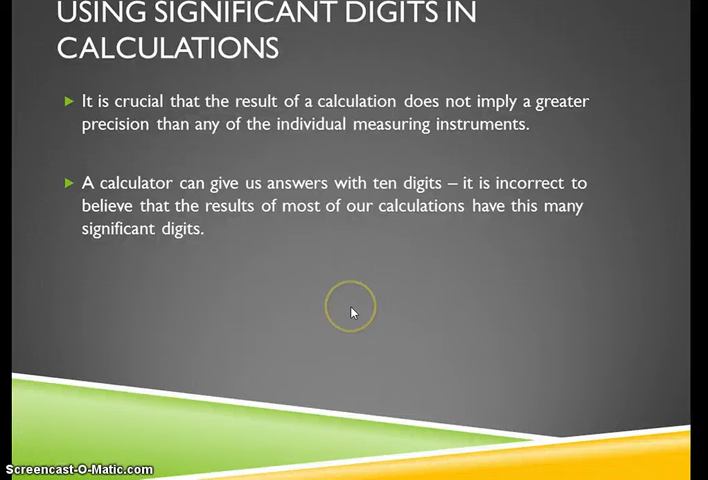 USING SIGNIFICANT DIGITS IN
CALCULATIONS
It is crucial that the result of a calculation does not imply a greater
precision than any of the individual measuring instruments.
A calculator can give us answers with ten digits – it is incorrect to
believe that the results of most of our calculations have this many
significant digits.
Screencast-O-Matic.com